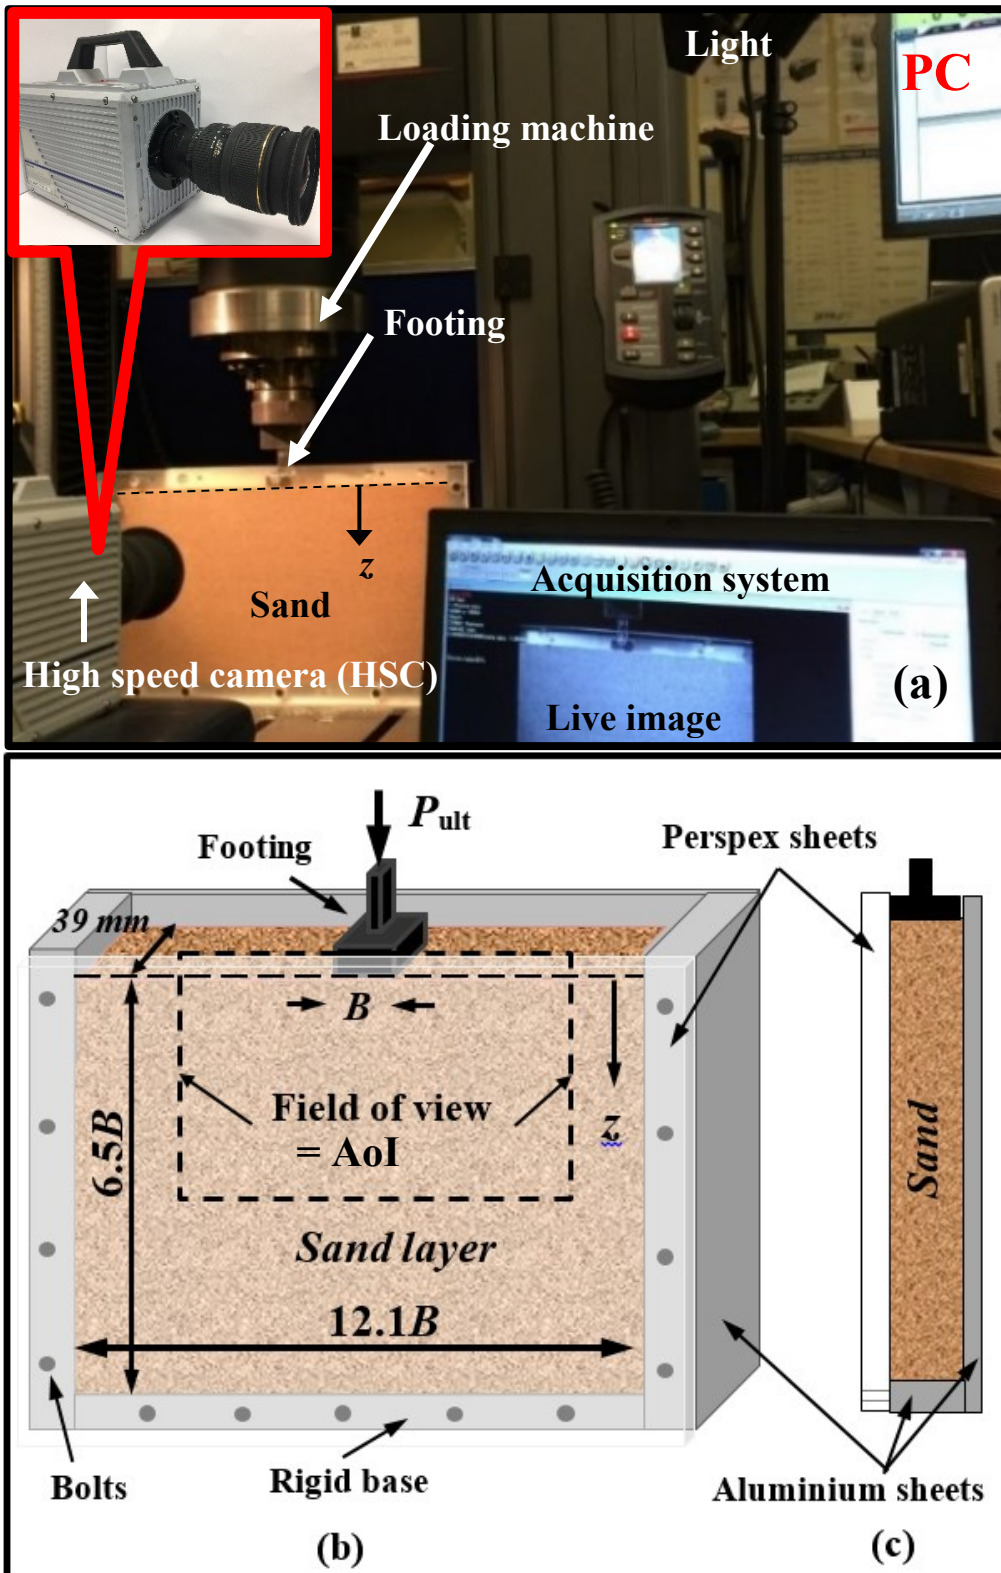 Light
PC
Loading machine
Footing
z
Sand
Acquisition system
High speed camera (HSC)
(a)
Live image
P ult
Footing
Perspex sheets
39 mm
B
Field of view
= AoI
z
6.5B
Sand
Sand layer
12.1B
Bolts
Rigid base
Aluminium sheets
(b)
(c)